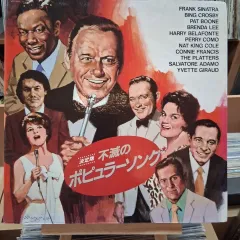 FRANK SINATRA
BING CROSBY
PAT BOONE
BRENDA LEE
HARRY BELAFONTE
PERRY COMO
NAT KING COLE
CONNIE FRANCIS
THE PLATTERS
SALVATORE ADAMO
YVETTE GIRAUD
決定盤
不滅の
ポピュラーソング